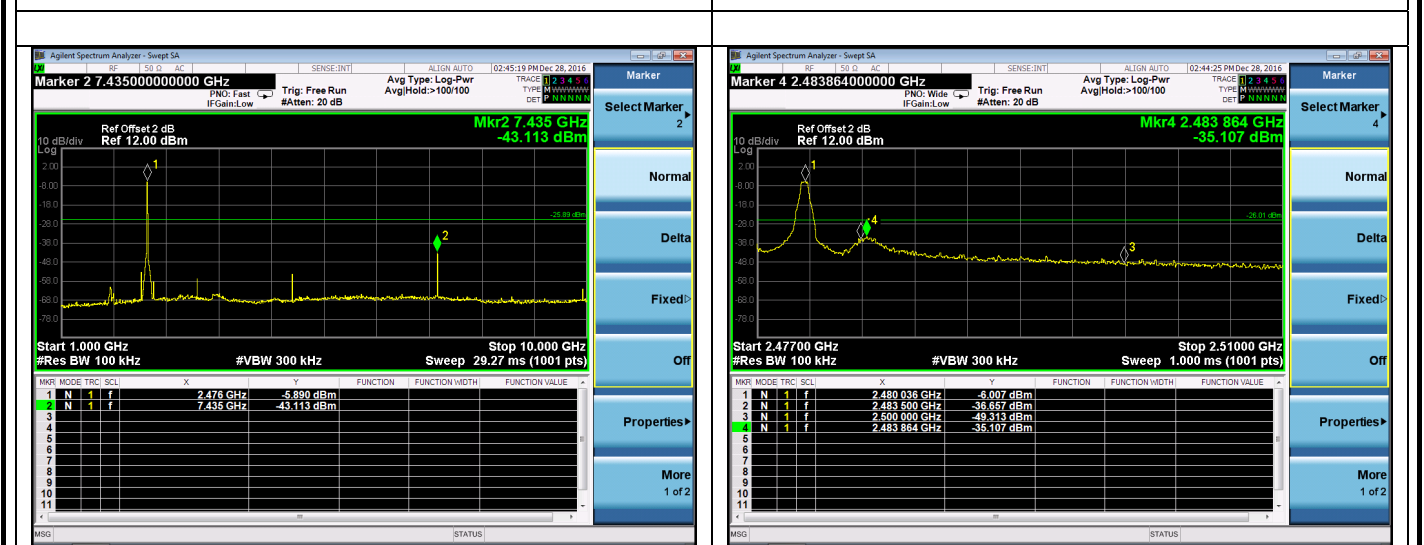 Agilent Spectrum Analyzer - Swept SA
RF 50 Ω AC SENSE:INT ALIGN AUTO 02:45:19 PM Dec 28, 2016
Marker 2 7.435000000000 GHz
PNO: Fast
IFGain:Low
Trig: Free Run
#Atten: 20 dB
Avg Type: Log-Pwr
Avg|Hold:>100/100
TRACE 1 2 3 4 5 6
TYPE M
DET P N N N N N
Ref Offset 2 dB
10 dB/div Ref 12.00 dBm
Log
Mkr2 7.435 GHz
-43.113 dBm
2.00
-8.00
-18.0
-28.0
-38.0
-48.0
-58.0
-68.0
-78.0
1
2
-25.89 dBm
Start 1.000 GHz Stop 10.000 GHz
#Res BW 100 kHz #VBW 300 kHz Sweep 29.27 ms (1001 pts)
MKR MODE TRC SCL X Y FUNCTION FUNCTION WIDTH FUNCTION VALUE
1 N 1 f 2.476 GHz -5.890 dBm
2 N 1 f 7.435 GHz -43.113 dBm
3
4
5
6
7
8
9
10
11
MSG STATUS
Marker
Select Marker
2
Normal
Delta
Fixed
Off
Properties
More
1 of 2
Agilent Spectrum Analyzer - Swept SA
RF 50 Ω AC SENSE:INT ALIGN AUTO 02:44:25 PM Dec 28, 2016
Marker 4 2.483864000000 GHz
PNO: Wide
IFGain:Low
Trig: Free Run
#Atten: 20 dB
Avg Type: Log-Pwr
Avg|Hold:>100/100
TRACE 1 2 3 4 5 6
TYPE M
DET P N N N N N
Ref Offset 2 dB
10 dB/div Ref 12.00 dBm
Log
Mkr4 2.483 864 GHz
-35.107 dBm
2.00
-8.00
-18.0
-28.0
-38.0
-48.0
-58.0
-68.0
-78.0
1
4
3
-26.01 dBm
Start 2.47700 GHz Stop 2.51000 GHz
#Res BW 100 kHz #VBW 300 kHz Sweep 1.000 ms (1001 pts)
MKR MODE TRC SCL X Y FUNCTION FUNCTION WIDTH FUNCTION VALUE
1 N 1 f 2.480 036 GHz -6.007 dBm
2 N 1 f 2.483 500 GHz -36.657 dBm
3 N 1 f 2.500 000 GHz -49.313 dBm
4 N 1 f 2.483 864 GHz -35.107 dBm
5
6
7
8
9
10
11
MSG STATUS
Marker
Select Marker
4
Normal
Delta
Fixed
Off
Properties
More
1 of 2